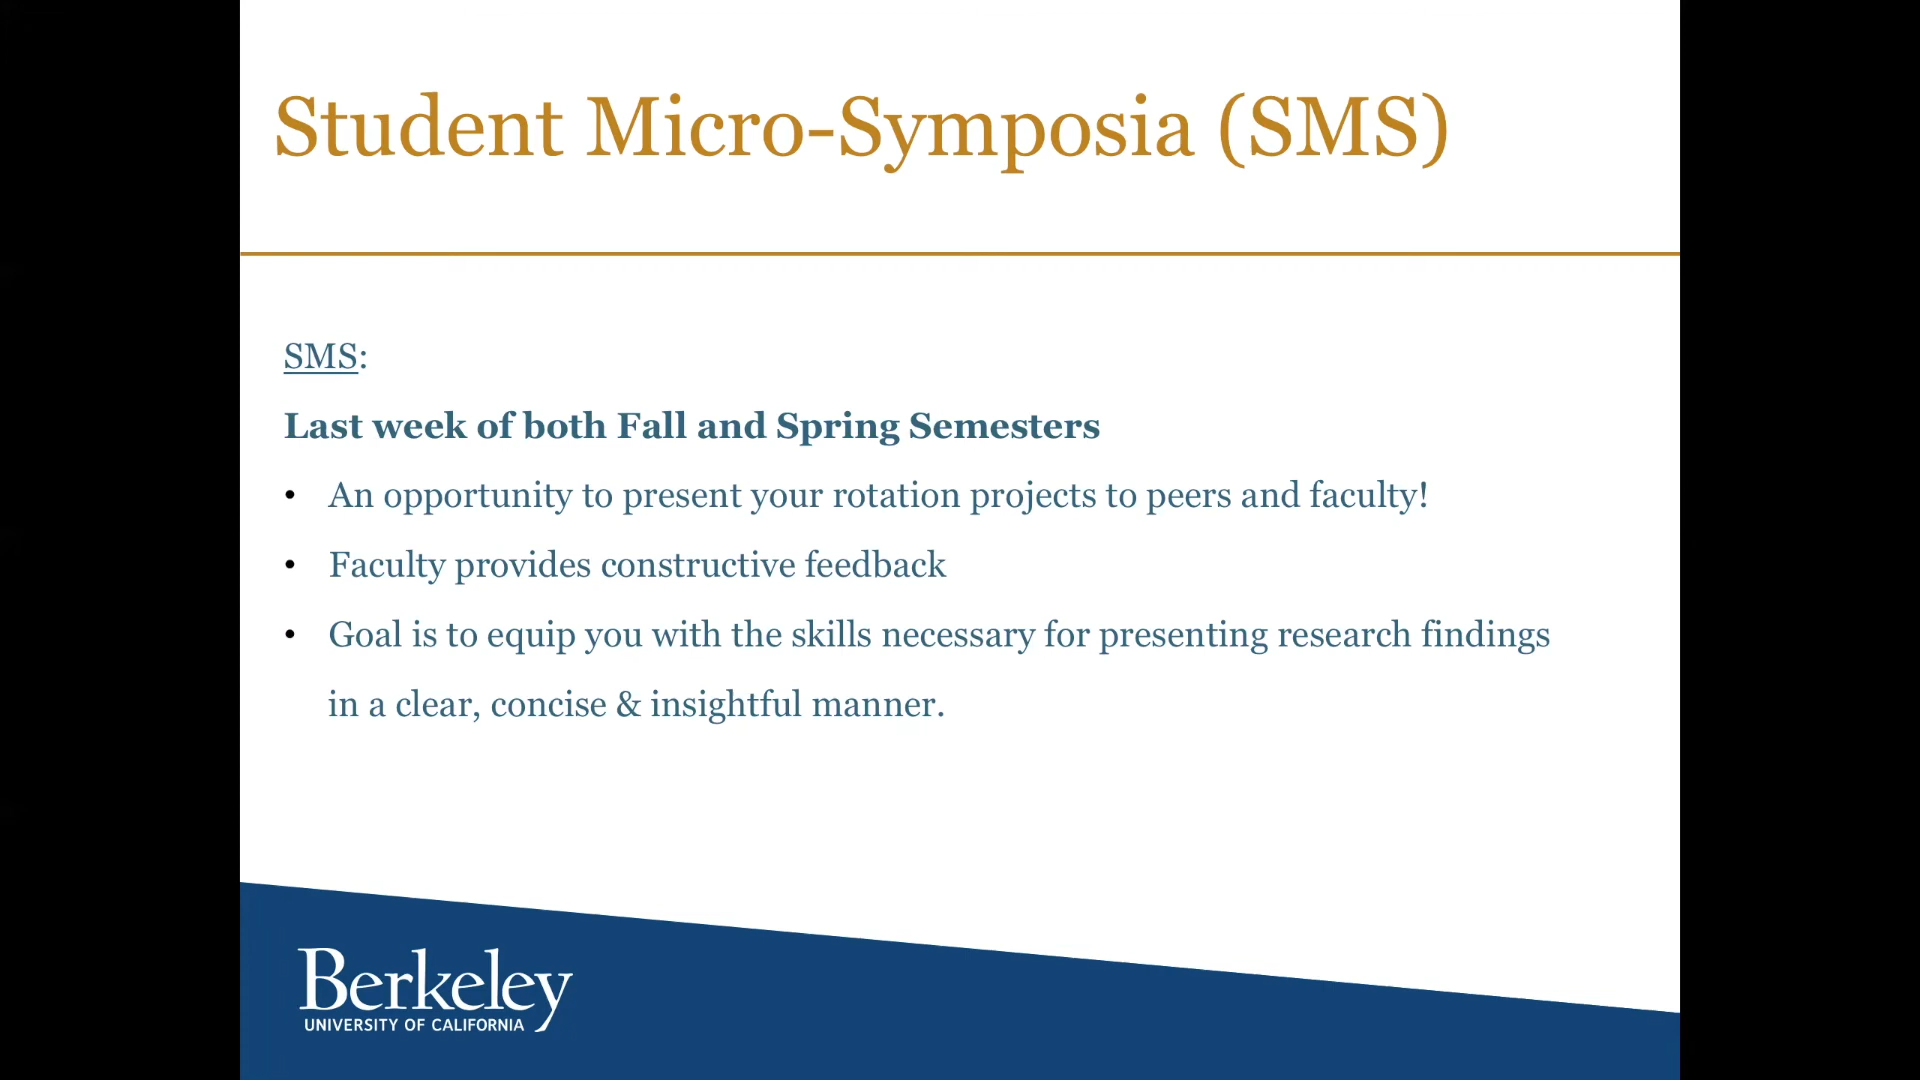 Student Micro-Symposia (SMS)
SMS:
Last week of both Fall and Spring Semesters
• An opportunity to present your rotation projects to peers and faculty!
• Faculty provides constructive feedback
• Goal is to equip you with the skills necessary for presenting research findings
in a clear, concise & insightful manner.
Berkeley
UNIVERSITY OF CALIFORNIA